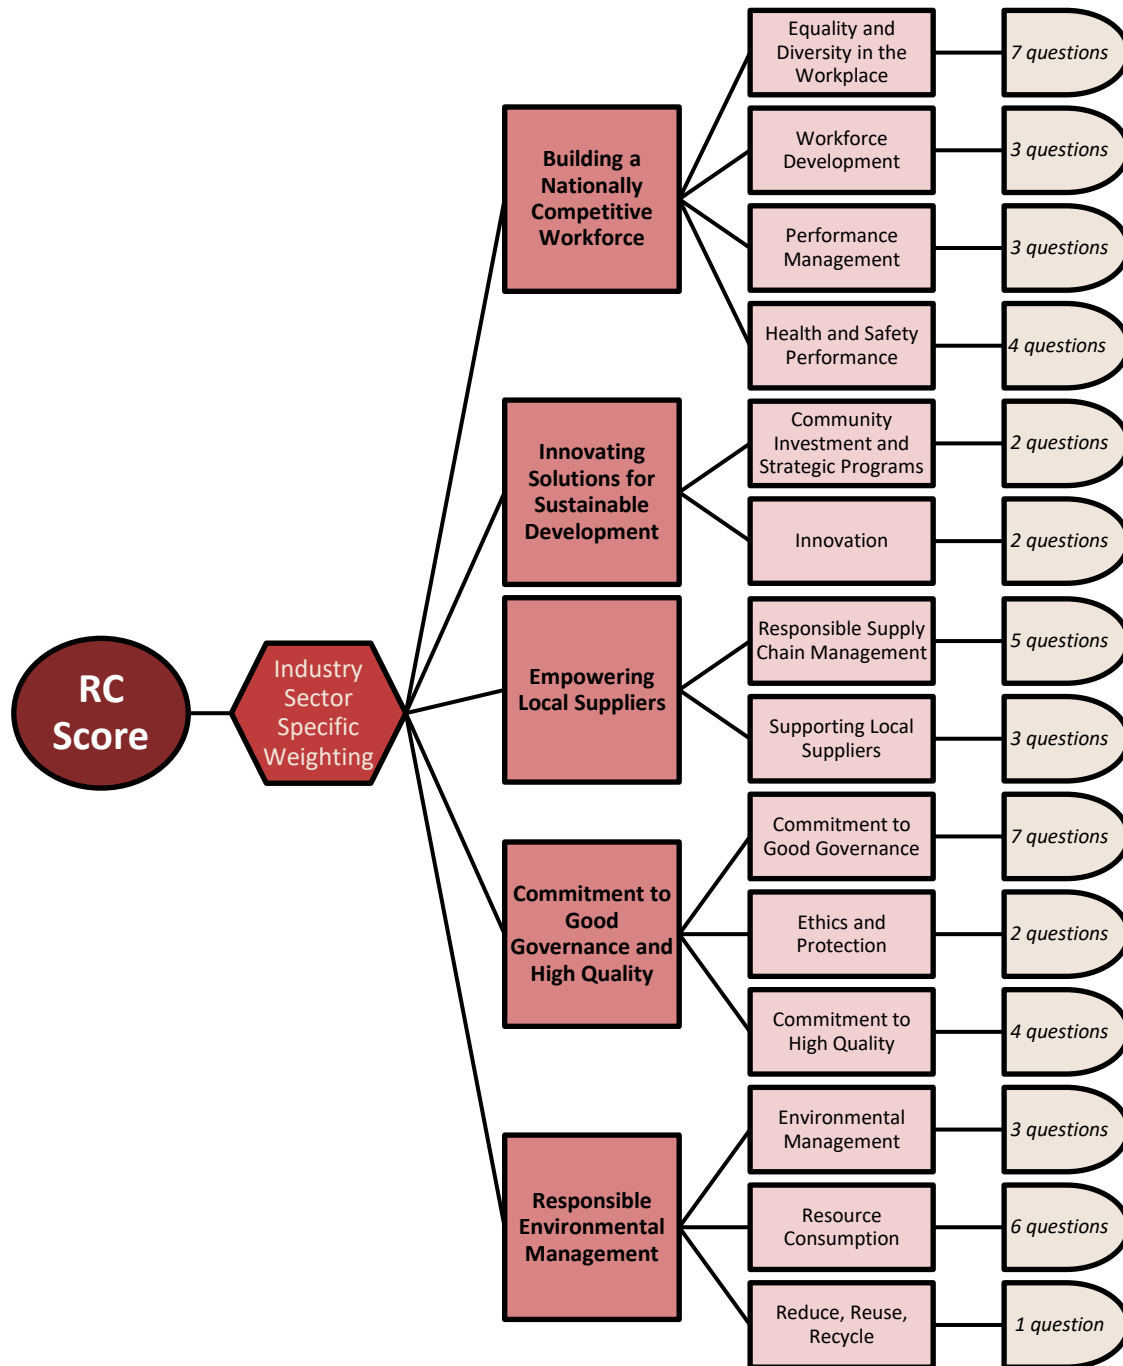 RC
Score
Industry
Sector
Specific
Weighting
Building a
Nationally
Competitive
Workforce
Equality and
Diversity in the
Workplace
7 questions
Workforce
Development
3 questions
Performance
Management
3 questions
Health and Safety
Performance
4 questions
Innovating
Solutions for
Sustainable
Development
Community
Investment and
Strategic Programs
2 questions
Innovation
2 questions
Empowering
Local Suppliers
Responsible Supply
Chain Management
5 questions
Supporting Local
Suppliers
3 questions
Commitment to
Good
Governance and
High Quality
Commitment to
Good Governance
7 questions
Ethics and
Protection
2 questions
Commitment to
High Quality
4 questions
Responsible
Environmental
Management
Environmental
Management
3 questions
Resource
Consumption
6 questions
Reduce, Reuse,
Recycle
1 question